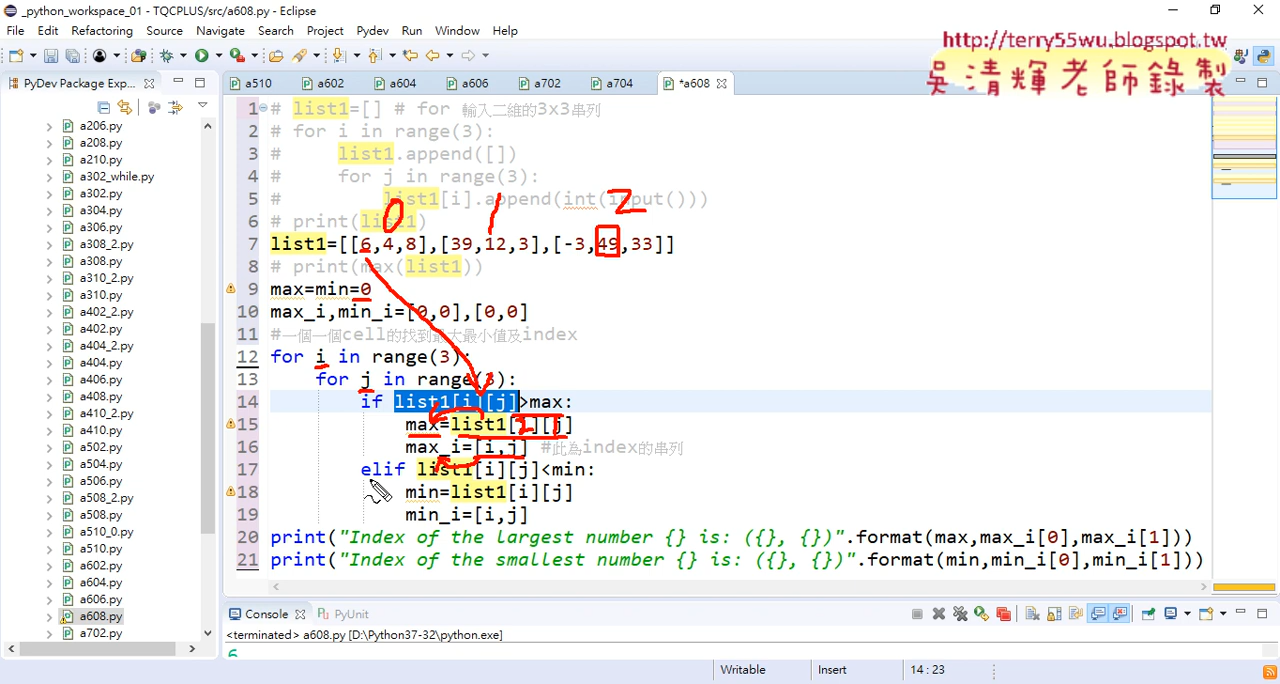 _python_workspace_01 - TQCPLUS/src/a608.py - Eclipse
File Edit Refactoring Source Navigate Search Project Pydev Run Window Help
http://terry55wu.blogspot.tw
吳清輝老師錄製
PyDev Package Exp...
a510 a602 a604 a606 a702 a704 *a608
a206.py
a208.py
a210.py
a302_while.py
a302.py
a304.py
a306.py
a308_2.py
a308.py
a310_2.py
a310.py
a402_2.py
a402.py
a404_2.py
a404.py
a406.py
a408.py
a410_2.py
a410.py
a502.py
a504.py
a506.py
a508_2.py
a508.py
a510_0.py
a510.py
a602.py
a604.py
a606.py
a608.py
a702.py
1 # list1=[] # for 輸入二維的3x3串列
2 # for i in range(3):
3 #     list1.append([])
4 #     for j in range(3):
5 #         list1[i].append(int(input()))
6 # print(list1)
0 1 2
7 list1=[[6,4,8],[39,12,3],[-3,49,33]]
8 # print(max(list1))
9 max=min=0
10 max_i,min_i=[0,0],[0,0]
11 #一個一個cell的找到最大最小值及index
12 for i in range(3):
13     for j in range(3):
14         if list1[i][j]>max:
15             max=list1[i][j]
16             max_i=[i,j] #此為index的串列
17         elif list1[i][j]<min:
18             min=list1[i][j]
19             min_i=[i,j]
20 print("Index of the largest number {} is: ({}, {})".format(max,max_i[0],max_i[1]))
21 print("Index of the smallest number {} is: ({}, {})".format(min,min_i[0],min_i[1]))
Console PyUnit
<terminated> a608.py [D:\Python37-32\python.exe]
6
Writable Insert 14 : 23